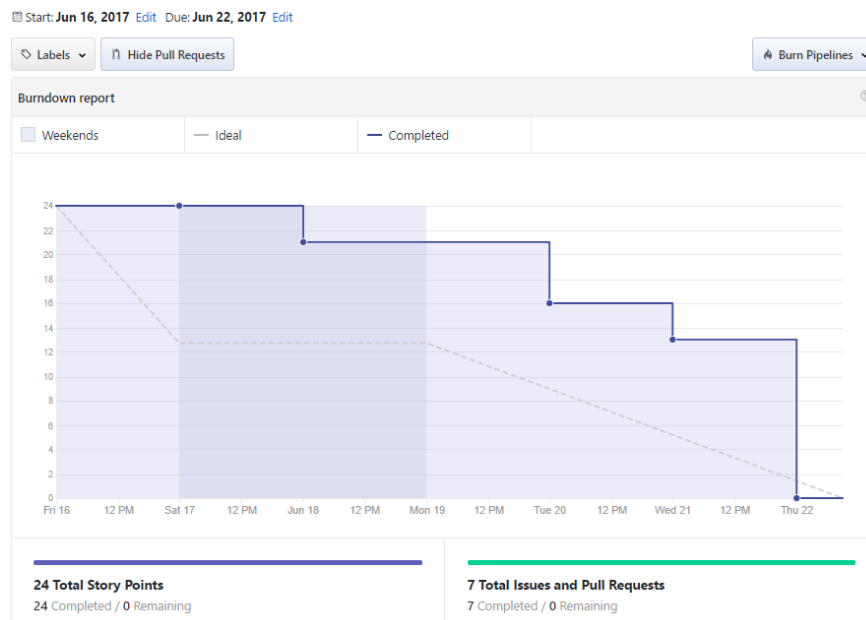 Start: Jun 16, 2017 Edit Due: Jun 22, 2017 Edit
Labels Hide Pull Requests Burn Pipelines
Burndown report
Weekends Ideal Completed
24
22
20
18
16
14
12
10
8
6
4
2
0
Fri 16 12 PM Sat 17 12 PM Jun 18 12 PM Mon 19 12 PM Tue 20 12 PM Wed 21 12 PM Thu 22
24 Total Story Points 7 Total Issues and Pull Requests
24 Completed / 0 Remaining 7 Completed / 0 Remaining